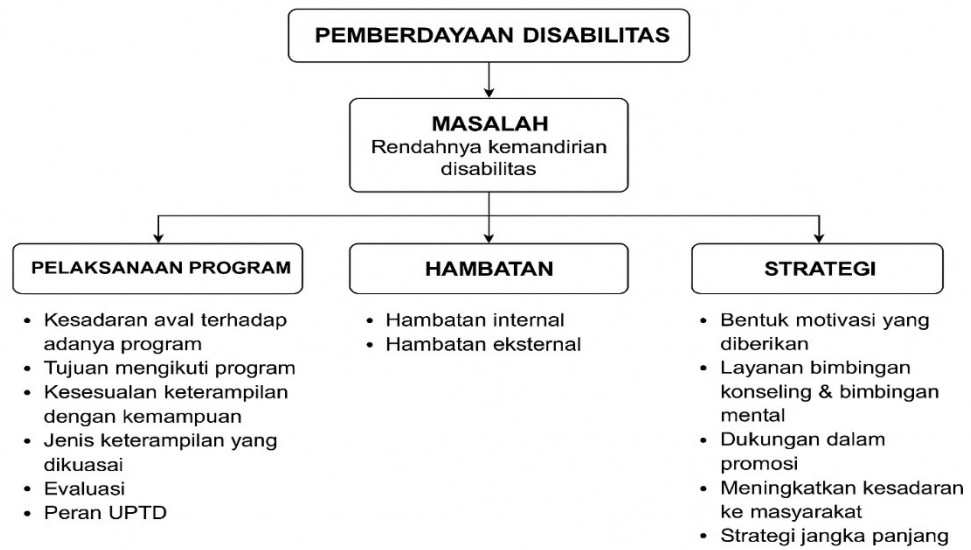 PEMBERDAYAAN DISABILITAS
MASALAH
Rendahnya kemandirian
disabilitas
PELAKSANAAN PROGRAM
• Kesadaran aval terhadap
adanya program
• Tujuan mengikuti program
• Kesesualan keterampilan
dengan kemampuan
• Jenis keterampilan yang
dikuasai
• Evaluasi
• Peran UPTD
HAMBATAN
• Hambatan internal
• Hambatan eksternal
STRATEGI
• Bentuk motivasi yang
diberikan
• Layanan bimbingan
konseling & bimbingan
mental
• Dukungan dalam
promosi
• Meningkatkan kesadaran
ke masyarakat
• Strategi jangka panjang